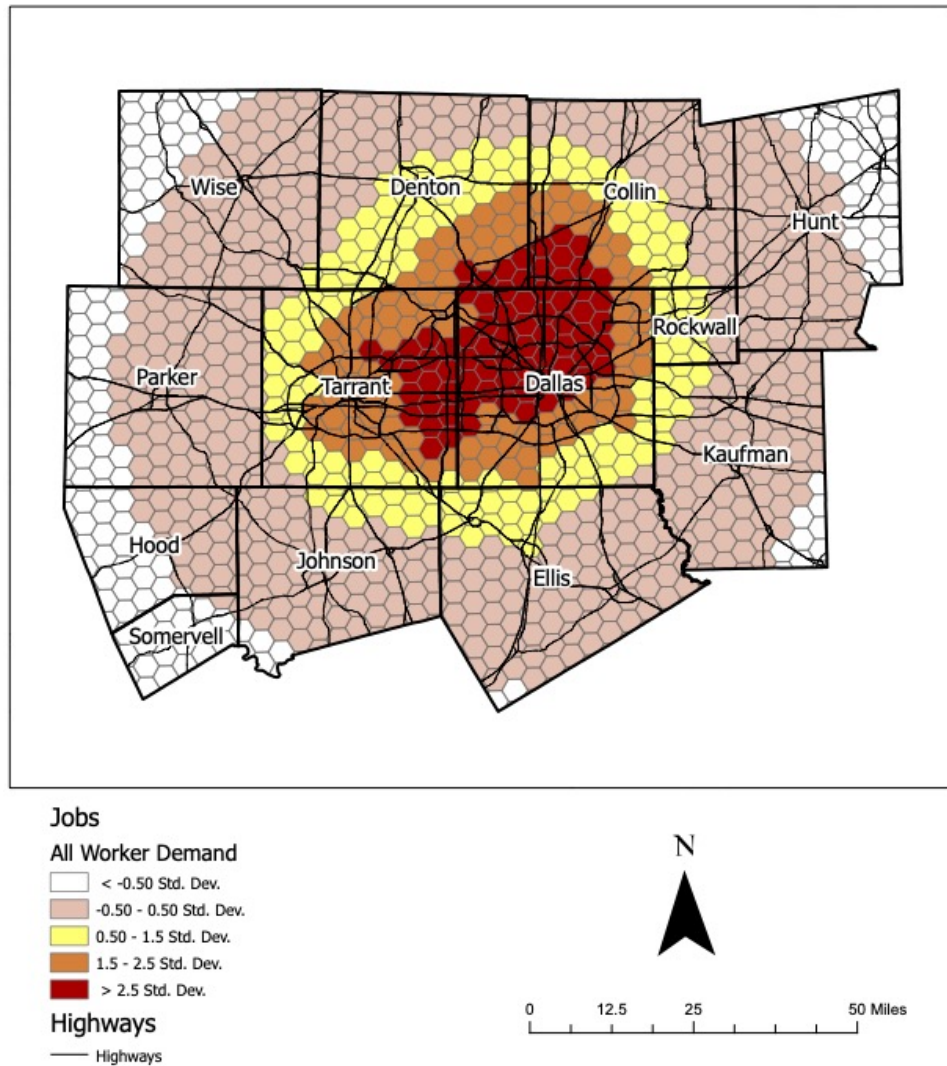 Wise
Denton
Collin
Hunt
Rockwall
Parker
Tarrant
Dallas
Kaufman
Hood
Johnson
Ellis
Somervell
Jobs
All Worker Demand
< -0.50 Std. Dev.
-0.50 - 0.50 Std. Dev.
0.50 - 1.5 Std. Dev.
1.5 - 2.5 Std. Dev.
> 2.5 Std. Dev.
Highways
Highways
N
0 12.5 25 50 Miles